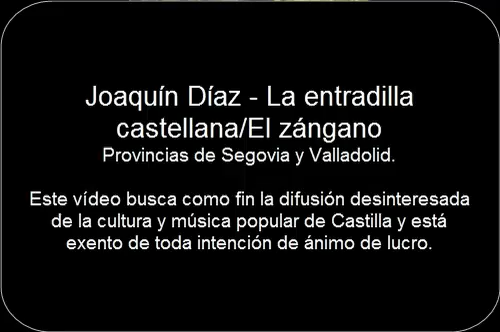 Joaquín Díaz - La entradilla
castellana/El zángano
Provincias de Segovia y Valladolid.
Este vídeo busca como fin la difusión desinteresada
de la cultura y música popular de Castilla y está
exento de toda intención de ánimo de lucro.